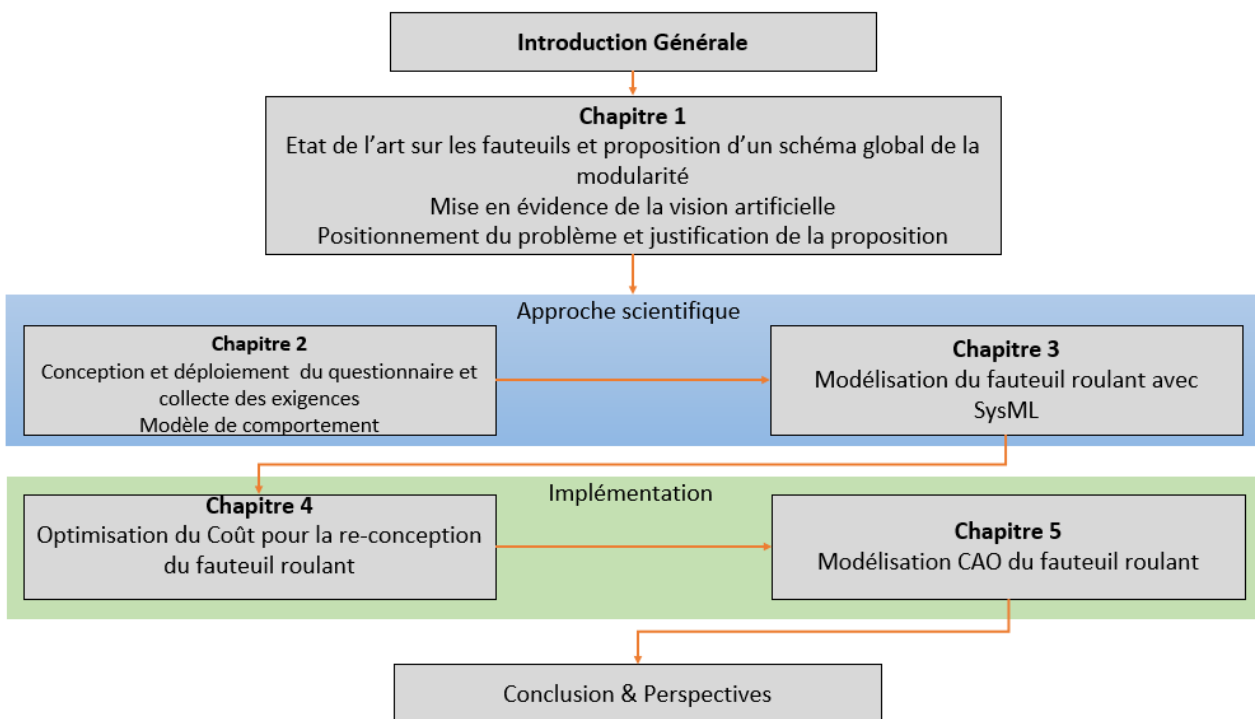 Introduction Générale
Chapitre 1
Etat de l’art sur les fauteuils et proposition d’un schéma global de la
modularité
Mise en évidence de la vision artificielle
Positionnement du problème et justification de la proposition
Approche scientifique
Chapitre 2
Conception et déploiement du questionnaire et
collecte des exigences
Modèle de comportement
Chapitre 3
Modélisation du fauteuil roulant avec
SysML
Implémentation
Chapitre 4
Optimisation du Coût pour la re-conception
du fauteuil roulant
Chapitre 5
Modélisation CAO du fauteuil roulant
Conclusion & Perspectives